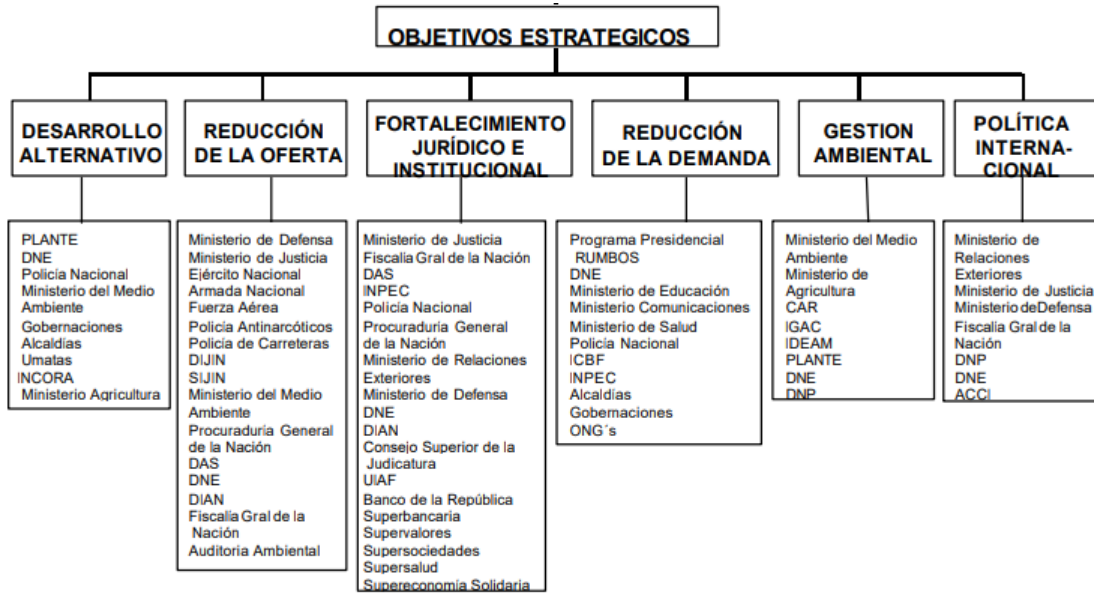 OBJETIVOS ESTRATEGICOS
DESARROLLO
ALTERNATIVO
REDUCCIÓN
DE LA OFERTA
FORTALECIMIENTO
JURÍDICO E
INSTITUCIONAL
REDUCCIÓN
DE LA DEMANDA
GESTION
AMBIENTAL
POLÍTICA
INTERNA-
CIONAL
PLANTE
DNE
Policía Nacional
Ministerio del Medio
Ambiente
Gobernaciones
Alcaldías
Umatas
INCORA
Ministerio Agricultura
Ministerio de Defensa
Ministerio de Justicia
Ejército Nacional
Armada Nacional
Fuerza Aérea
Policía Antinarcóticos
Policía de Carreteras
DIJIN
SIJIN
Ministerio del Medio
Ambiente
Procuraduría General
de la Nación
DAS
DNE
DIAN
Fiscalía Gral de la
Nación
Auditoria Ambiental
Ministerio de Justicia
Fiscalia Gral de la Nación
DAS
INPEC
Policía Nacional
Procuraduría General
de la Nación
Ministerio de Relaciones
Exteriores
Ministerio de Defensa
DNE
DIAN
Consejo Superior de la
Judicatura
UIAF
Banco de la República
Superbancaria
Supervalores
Supersociedades
Supersalud
Supereconomía Solidaria
Programa Presidencial
RUMBOS
DNE
Ministerio de Educación
Ministerio Comunicaciones
Ministerio de Salud
Policía Nacional
ICBF
INPEC
Alcaldías
Gobernaciones
ONG´s
Ministerio del Medio
Ambiente
Ministerio de
Agricultura
CAR
IGAC
IDEAM
PLANTE
DNE
DNP
Ministerio de
Relaciones
Exteriores
Ministerio de Justicia
Ministerio de Defensa
Fiscalia Gral de la
Nación
DNP
DNE
ACCI